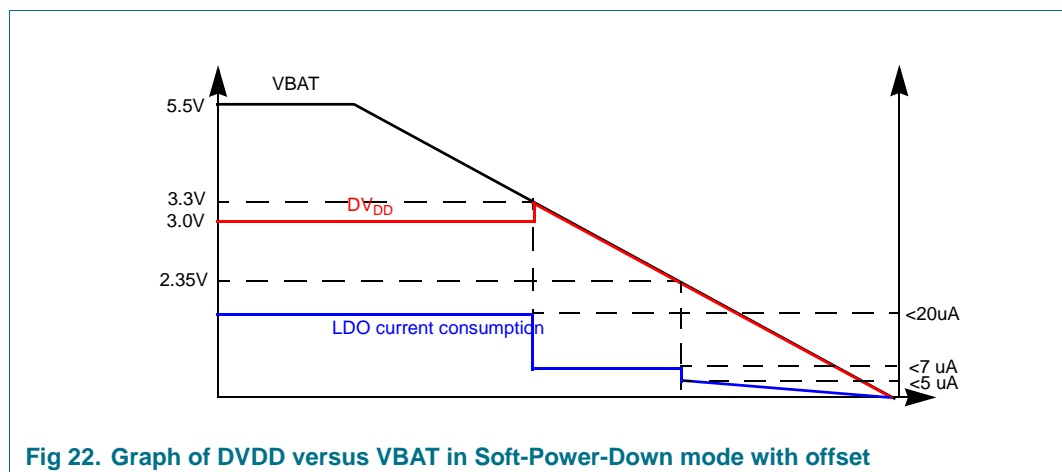 VBAT
5.5V
3.3V
DVDD
3.0V
2.35V
LDO current consumption
<20uA
<7 uA
<5 uA
Fig 22. Graph of DVDD versus VBAT in Soft-Power-Down mode with offset